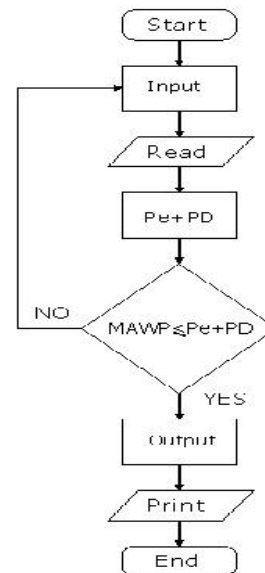 Start
Input
Read
Pe+PD
MAWP⩽Pe+PD
NO
YES
Output
Print
End